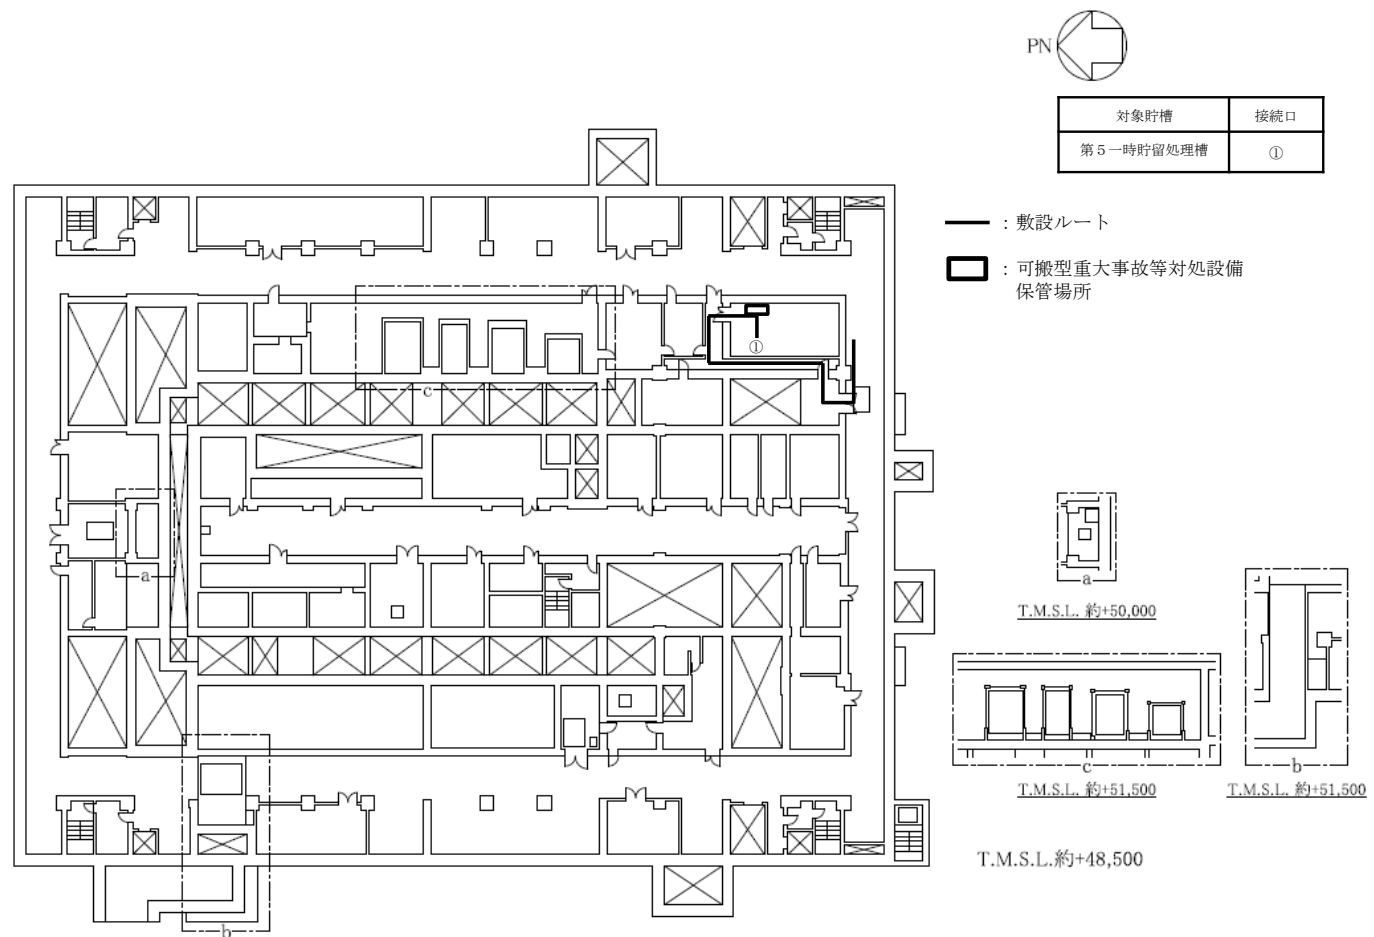 PN
対象貯槽 接続口
第5一時貯留処理槽 ①
：敷設ルート
：可搬型重大事故等対処設備
保管場所
①
c
a
b
a
T.M.S.L. 約+50,000
c
T.M.S.L. 約+51,500
b
T.M.S.L. 約+51,500
T.M.S.L.約+48,500